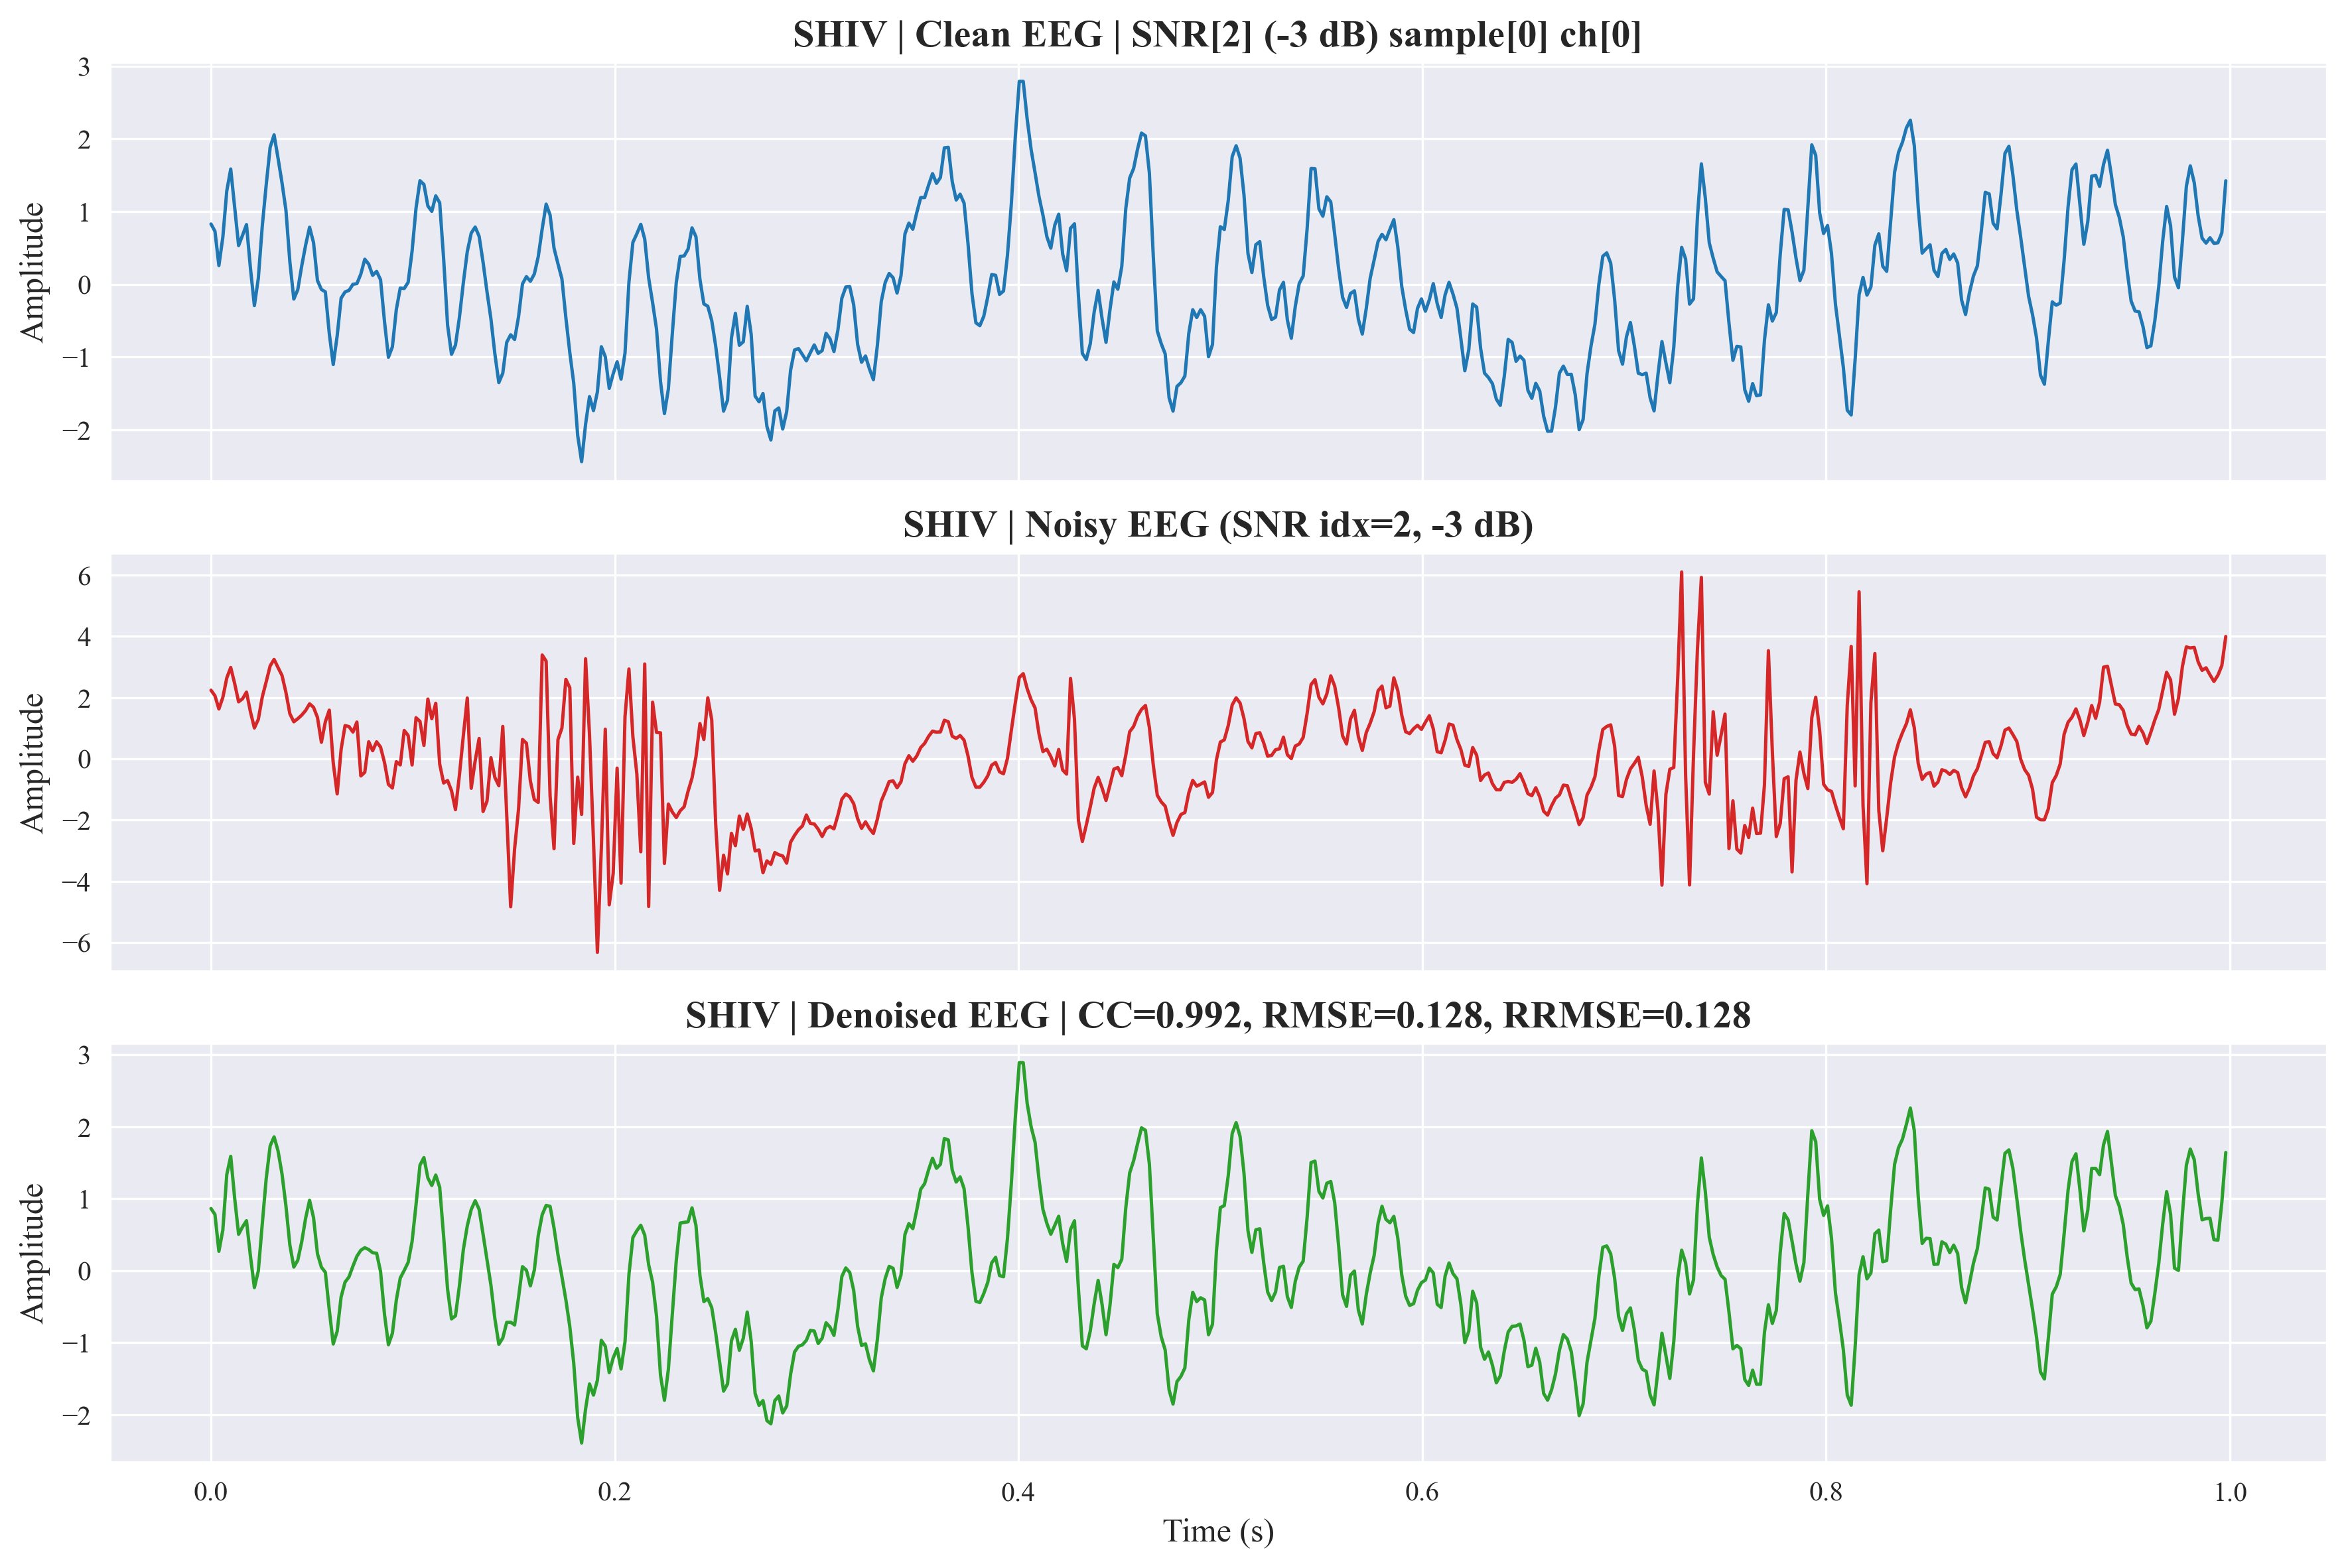 SHIV | Clean EEG | SNR[2] (-3 dB) sample[0] ch[0]
3
2
1
0
−1
−2
Amplitude
SHIV | Noisy EEG (SNR idx=2, -3 dB)
6
4
2
0
−2
−4
−6
Amplitude
SHIV | Denoised EEG | CC=0.992, RMSE=0.128, RRMSE=0.128
3
2
1
0
−1
−2
Amplitude
0.0 0.2 0.4 0.6 0.8 1.0
Time (s)